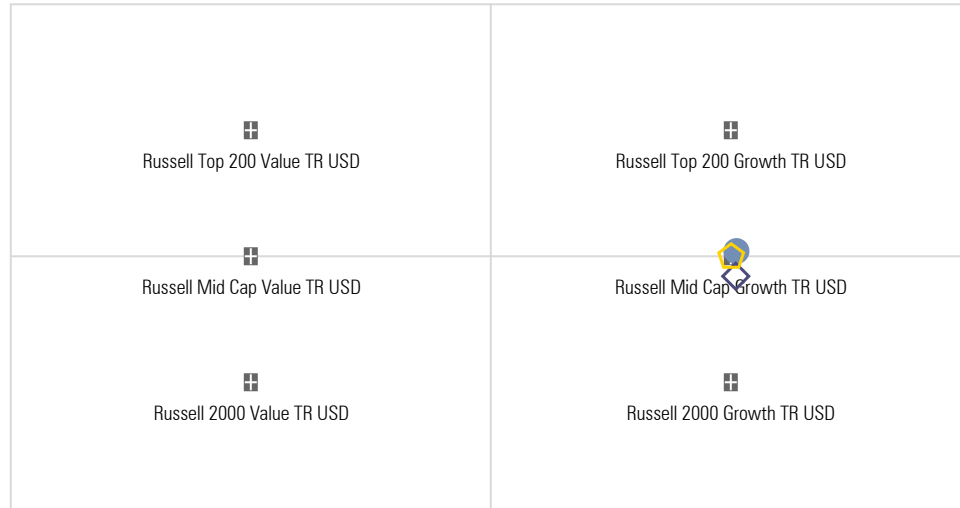 Russell Top 200 Value TR USD
Russell Top 200 Growth TR USD
Russell Mid Cap Value TR USD
Russell Mid Cap Growth TR USD
Russell 2000 Value TR USD
Russell 2000 Growth TR USD